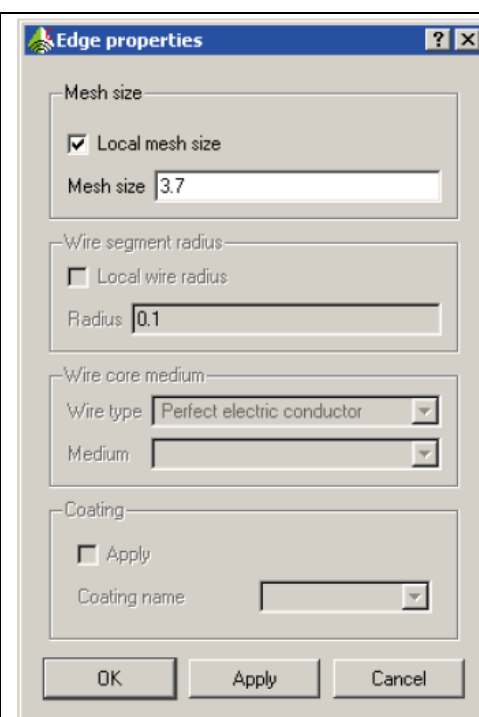 Edge properties
Mesh size
Local mesh size
Mesh size 3.7
Wire segment radius
Local wire radius
Radius 0.1
Wire core medium
Wire type Perfect electric conductor
Medium
Coating
Apply
Coating name
OK Apply Cancel